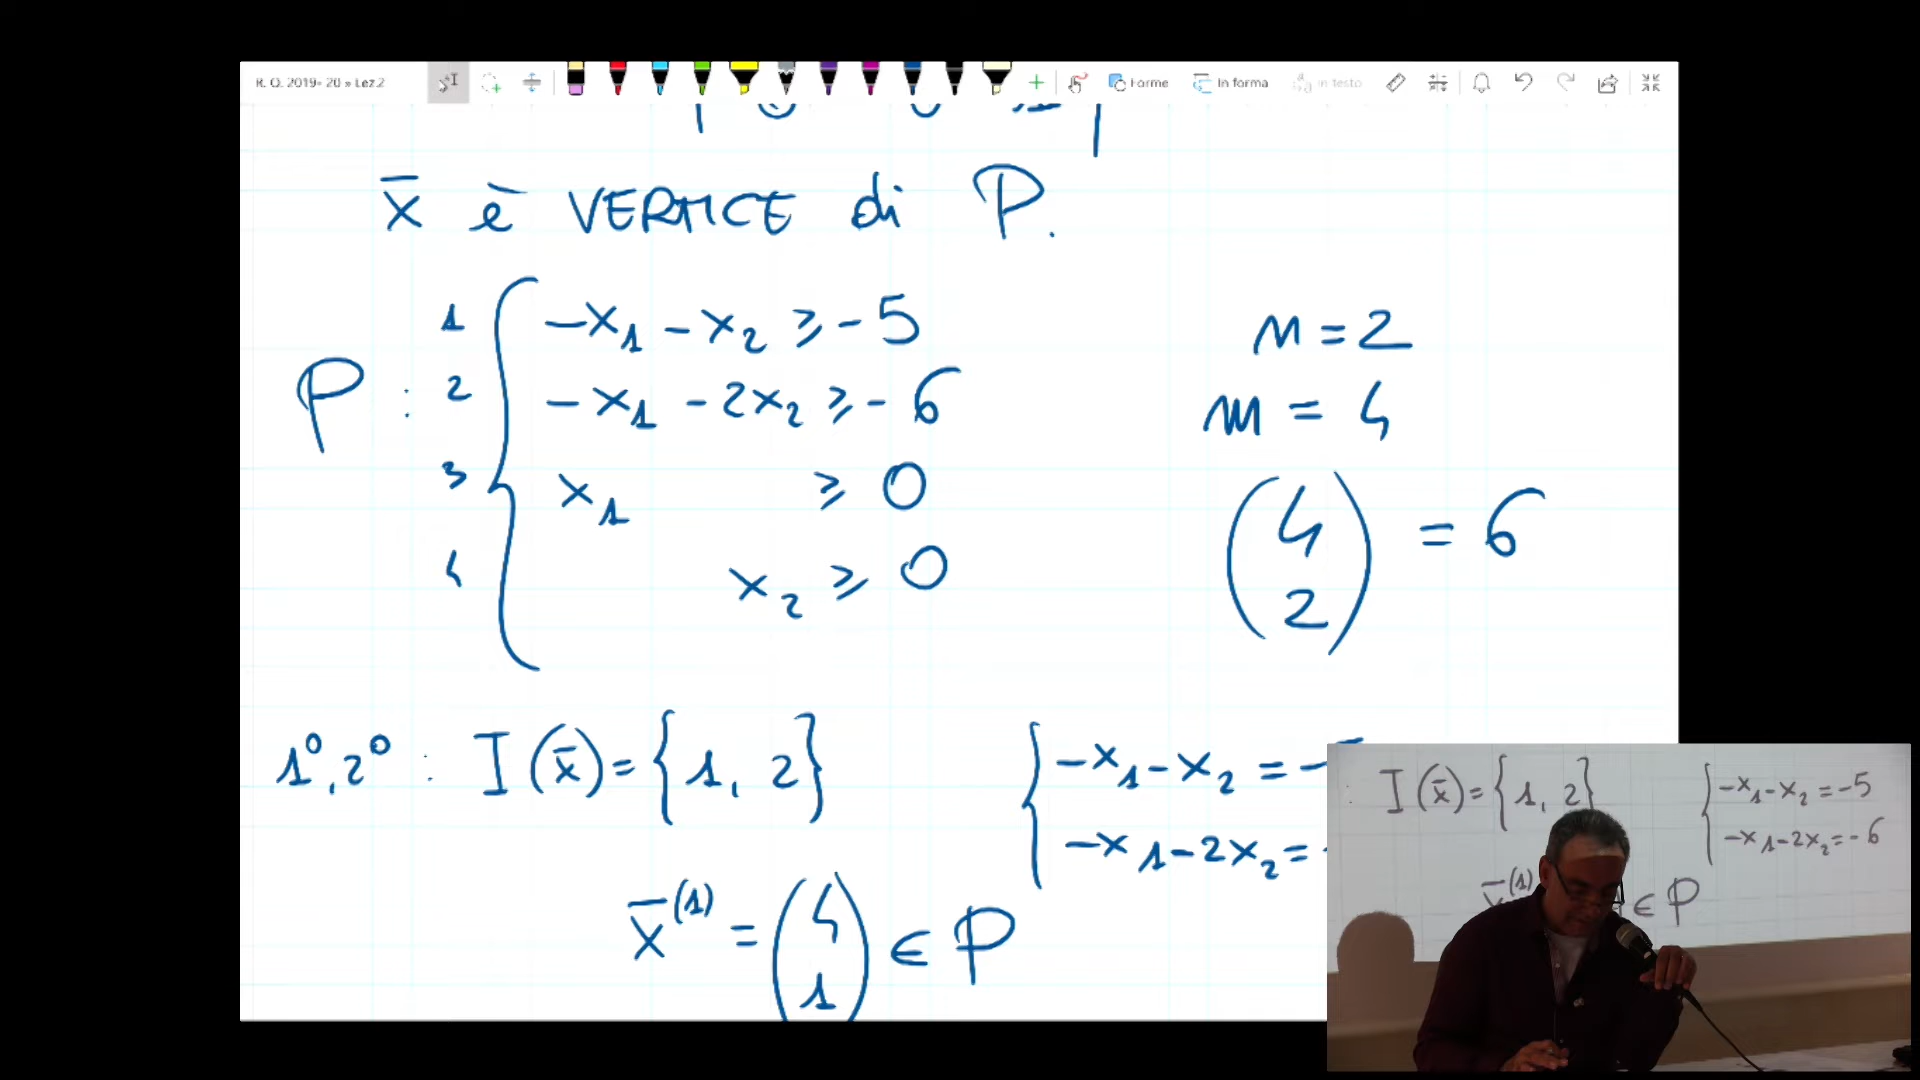 R. O. 2019-20 » Lez.2
Forme In forma in testo
x̄ è VERTICE di P.
P : 1 { -x₁ - x₂ ≥ -5
2 -x₁ - 2x₂ ≥ -6
3 x₁ ≥ 0
4 x₂ ≥ 0
n = 2
m = 4
(4 2) = 6
1°, 2° : I(x̄) = {1, 2}
{ -x₁ - x₂ = -
-x₁ - 2x₂ = -
x̄⁽¹⁾ = (4 1) ∈ P
: I(x̄) = {1, 2}
{ -x₁ - x₂ = -5
-x₁ - 2x₂ = -6
x̄⁽¹⁾ ∈ P